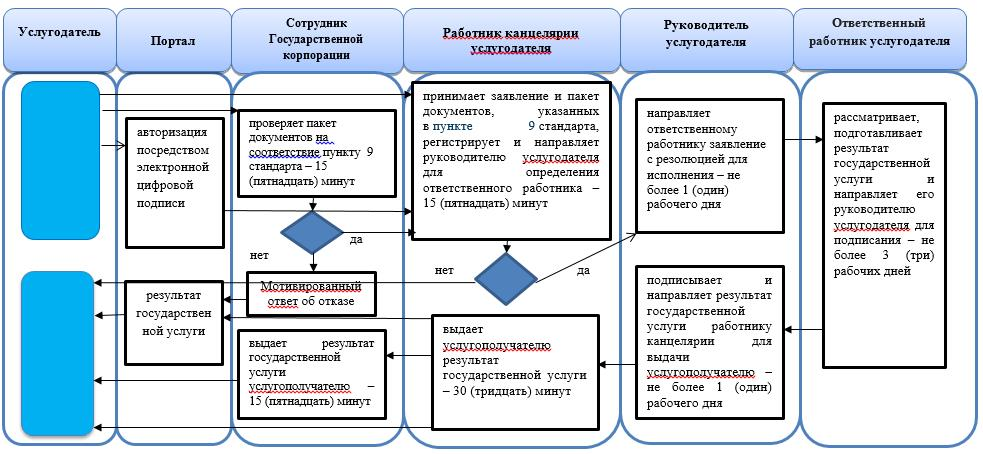 Услугодатель
Портал
Сотрудник
Государственной
корпорации
Работник канцелярии
услугодателя
Руководитель
услугодателя
Ответственный
работник услугодателя
авторизация
посредством
электронной
цифровой
подписи
проверяет пакет
документов на
соответствие пункту 9
стандарта – 15
(пятнадцать) минут
принимает заявление и пакет
документов, указанных
в пункте 9 стандарта,
регистрирует и направляет
руководителю услугодателя
для определения
ответственного работника –
15 (пятнадцать) минут
направляет
ответственному
работнику заявление
с резолюцией для
исполнения – не
более 1 (один)
рабочего дня
рассматривает,
подготавливает
результат
государственной
услуги и
направляет его
руководителю
услугодателя для
подписания – не
более 3 (три)
рабочих дней
да
нет
нет
да
Мотивированный
ответ об отказе
результат
государствен
ной услуги
выдает результат
государственной
услуги
услугополучателю –
15 (пятнадцать) минут
выдает
услугополучателю
результат
государственной услуги
– 30 (тридцать) минут
подписывает и
направляет результат
государственной
услуги работнику
канцелярии для
выдачи
услугополучателю –
не более 1 (один)
рабочего дня